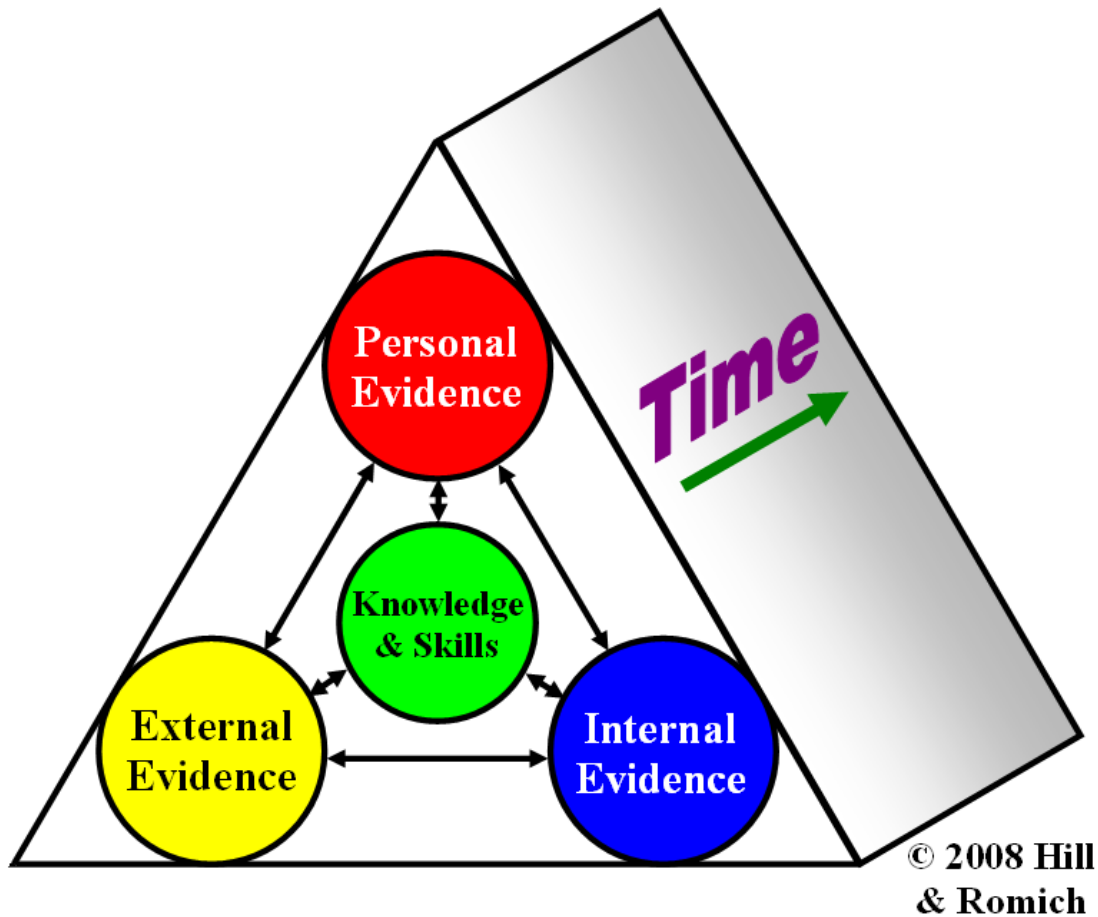 Personal
Evidence
Time
Knowledge
& Skills
External
Evidence
Internal
Evidence
© 2008 Hill
& Romich